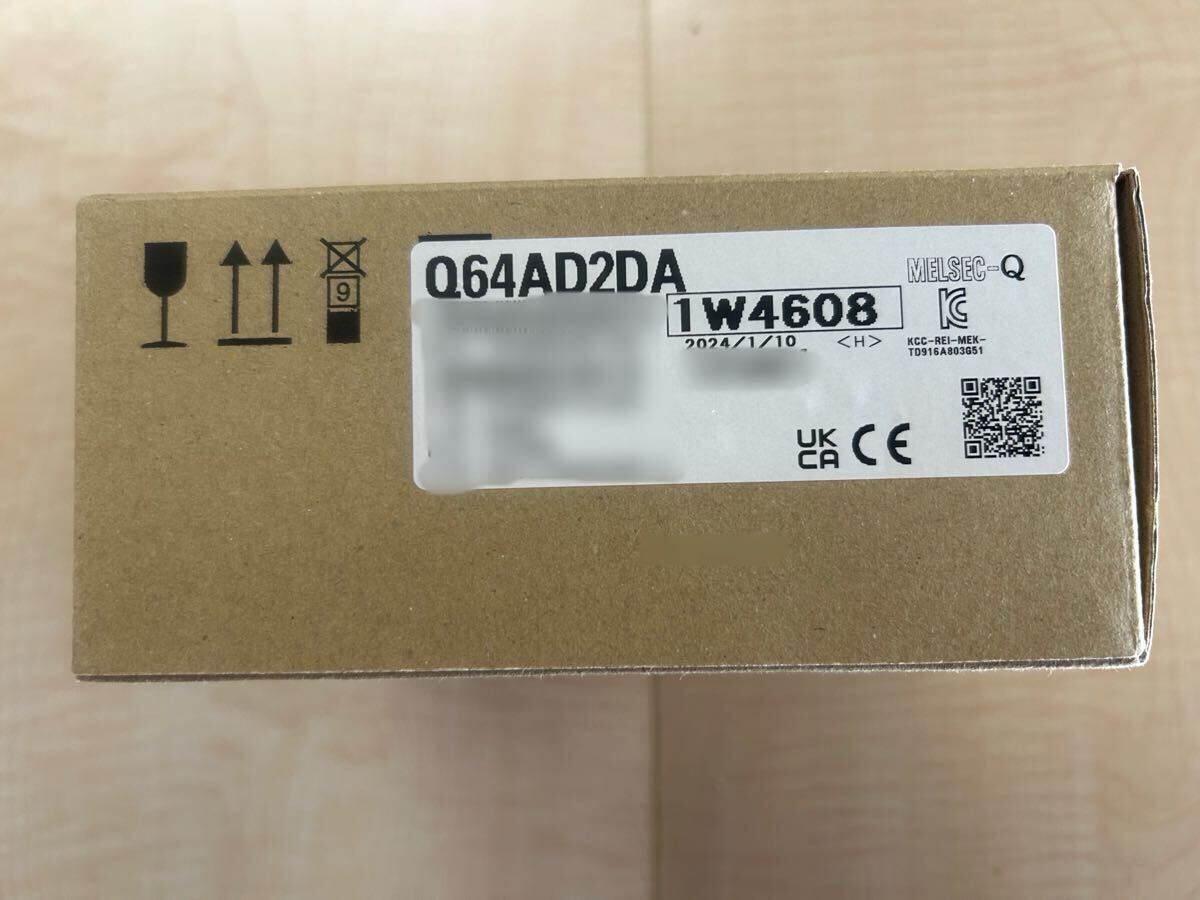 9
Q64AD2DA
MELSEC-Q
1W4608
2024/1/10 <H>
KCC-REI-MEK-
TD916A803G51
UK
CA CE